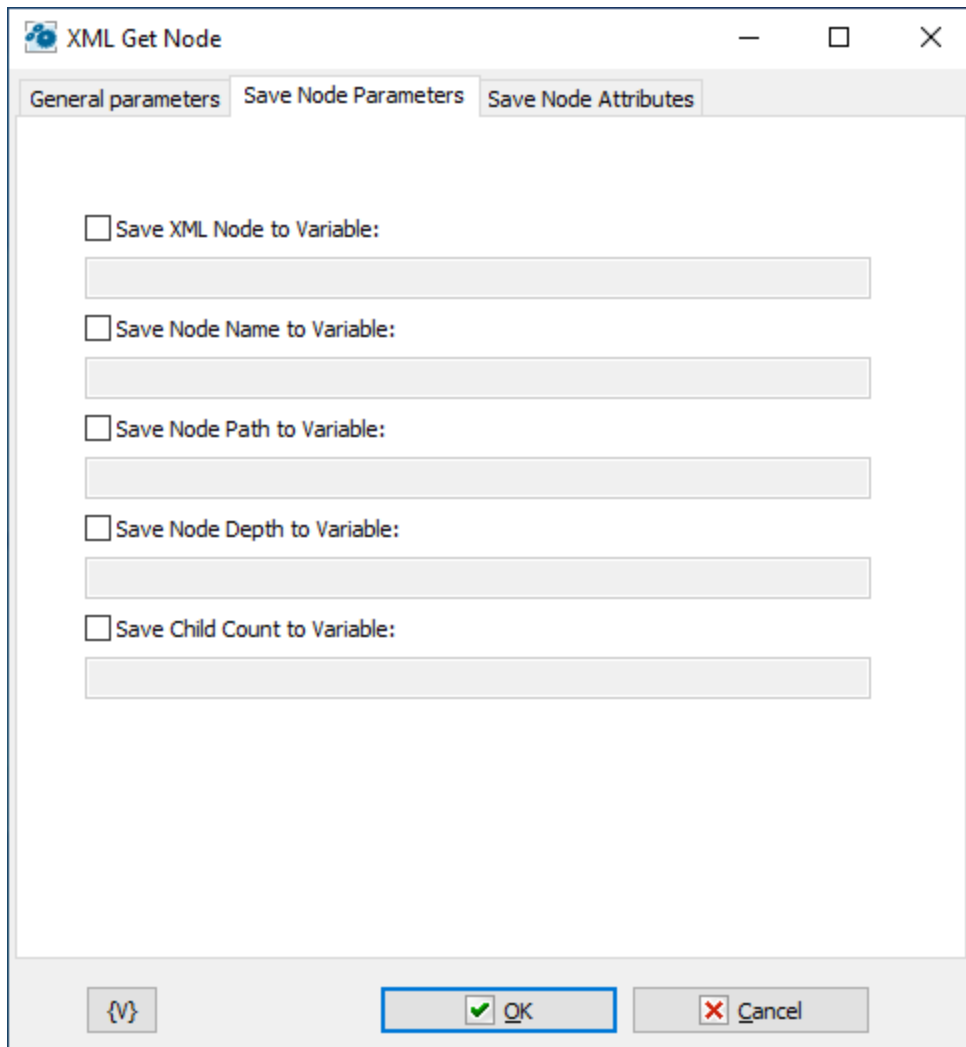 XML Get Node
General parameters Save Node Parameters Save Node Attributes
Save XML Node to Variable:
Save Node Name to Variable:
Save Node Path to Variable:
Save Node Depth to Variable:
Save Child Count to Variable:
{V} OK Cancel